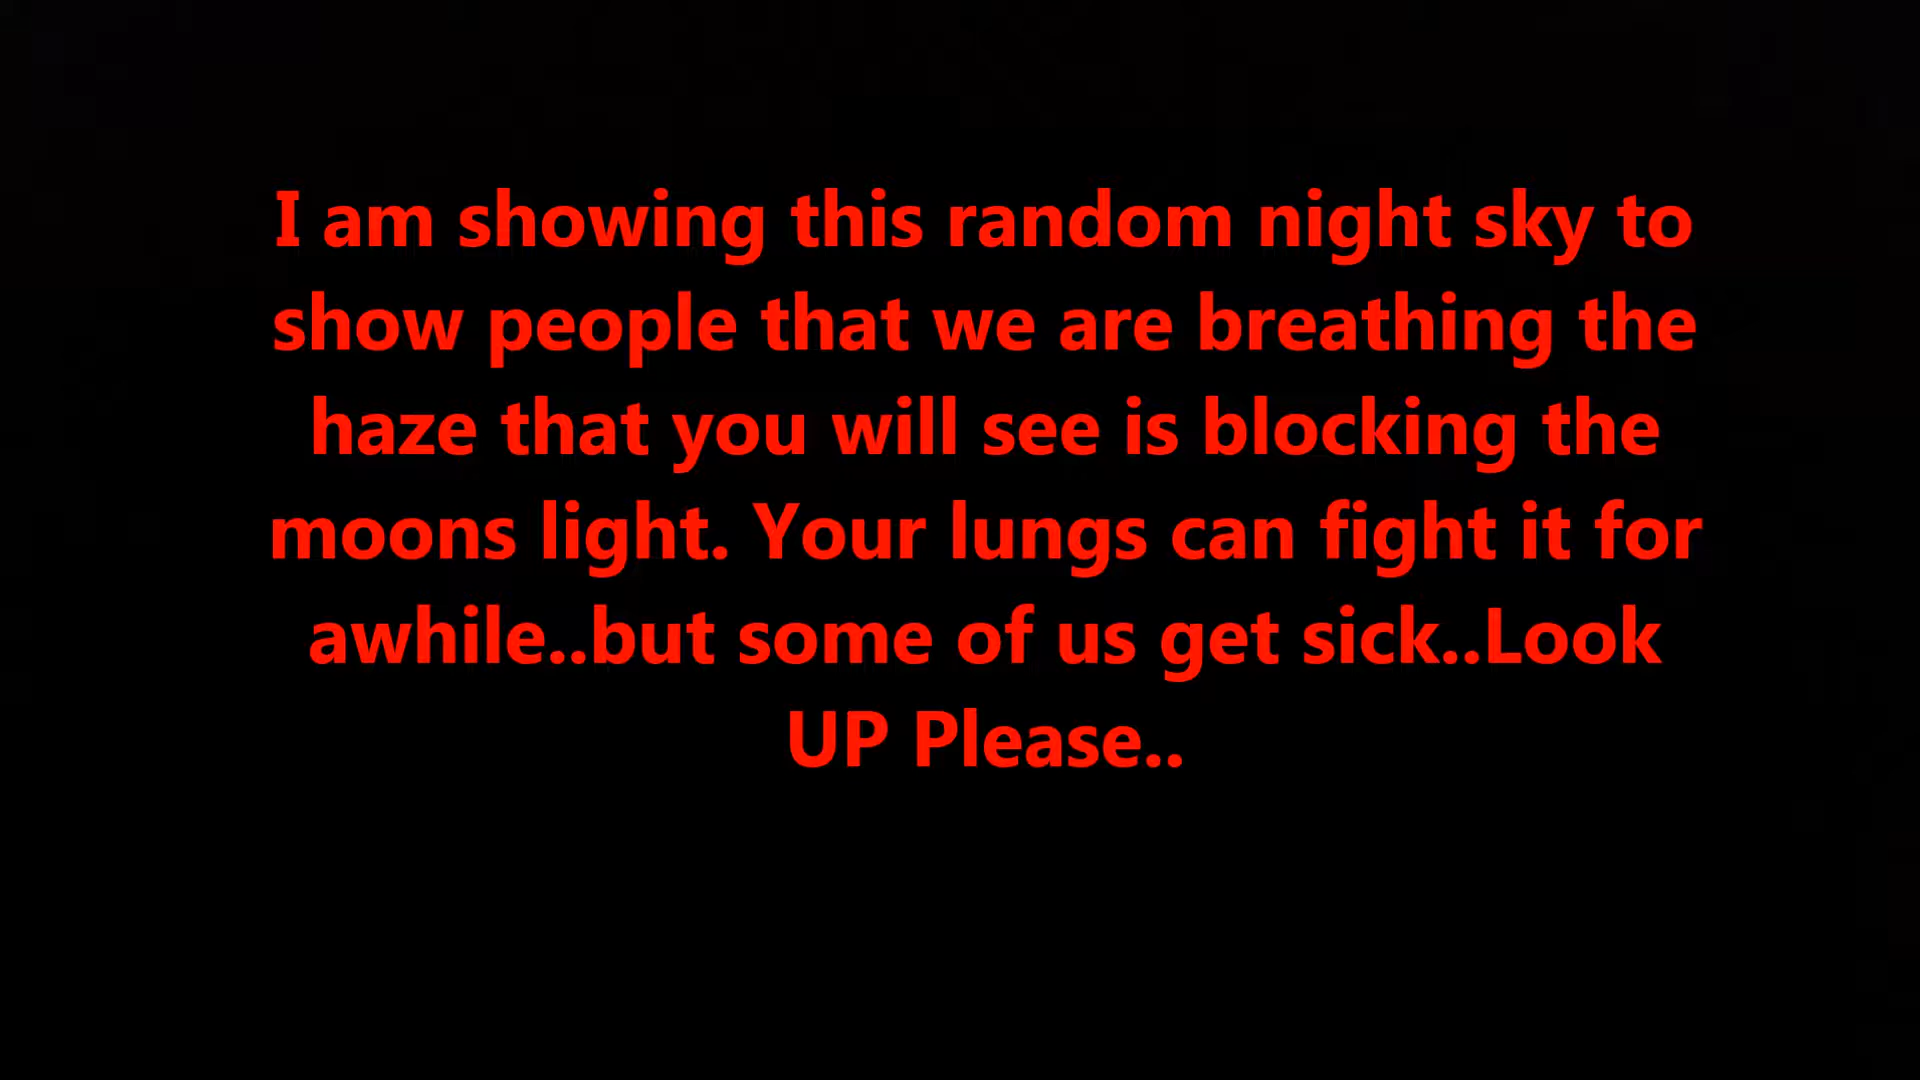 I am showing this random night sky to
show people that we are breathing the
haze that you will see is blocking the
moons light. Your lungs can fight it for
awhile..but some of us get sick..Look
UP Please..